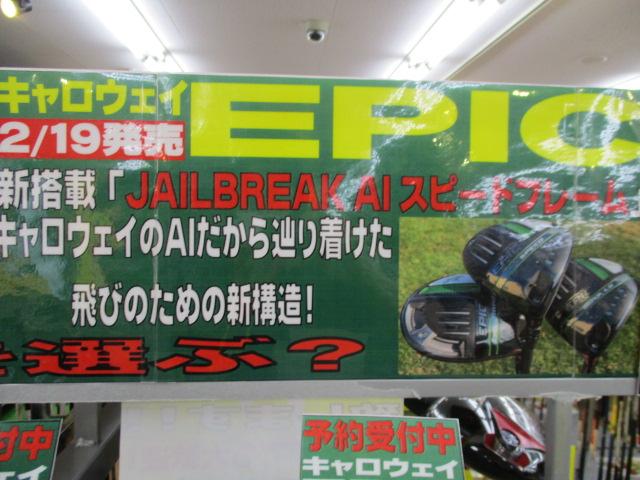 キャロウェイ EPIC
2/19発売
新搭載「JAILBREAK AI スピードフレーム
キャロウェイのAIだから辿り着けた
飛びのための新構造!
を選ぶ?
EPIC
付中
ウェイ
予約受付中
キャロウェイ